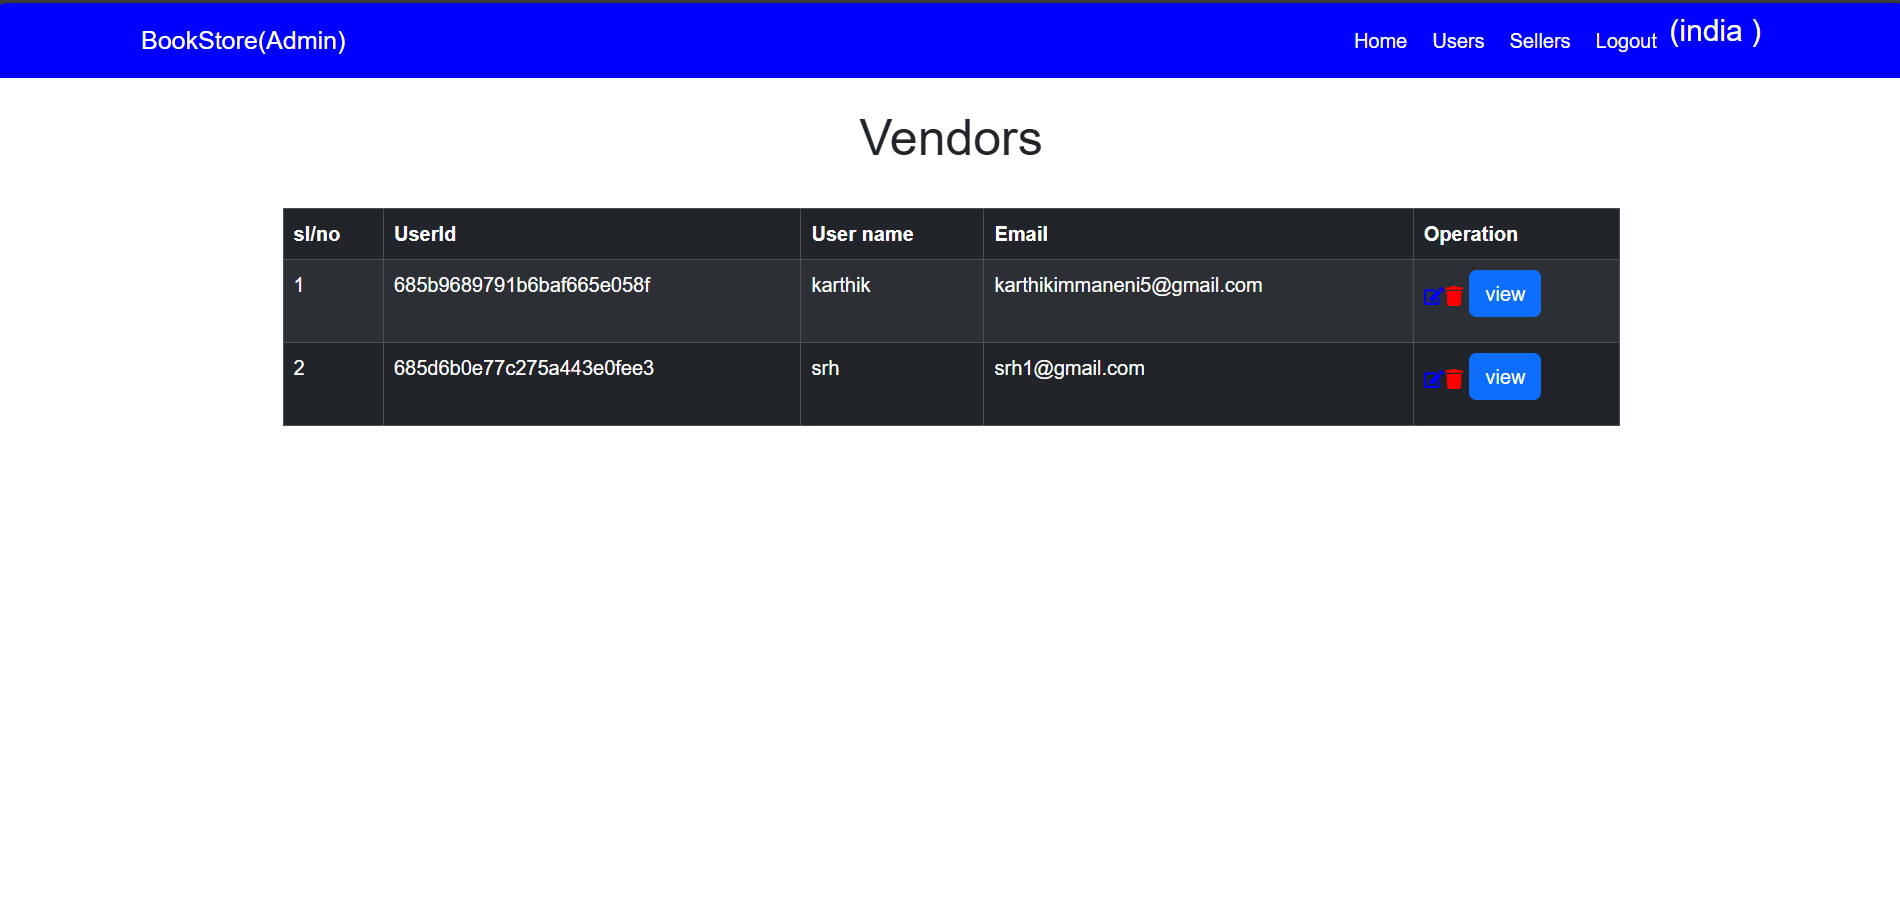 BookStore(Admin) Home Users Sellers Logout (india )
Vendors
sl/no UserId User name Email Operation
1 685b9689791b6baf665e058f karthik karthikimmaneni5@gmail.com view
2 685d6b0e77c275a443e0fee3 srh srh1@gmail.com view